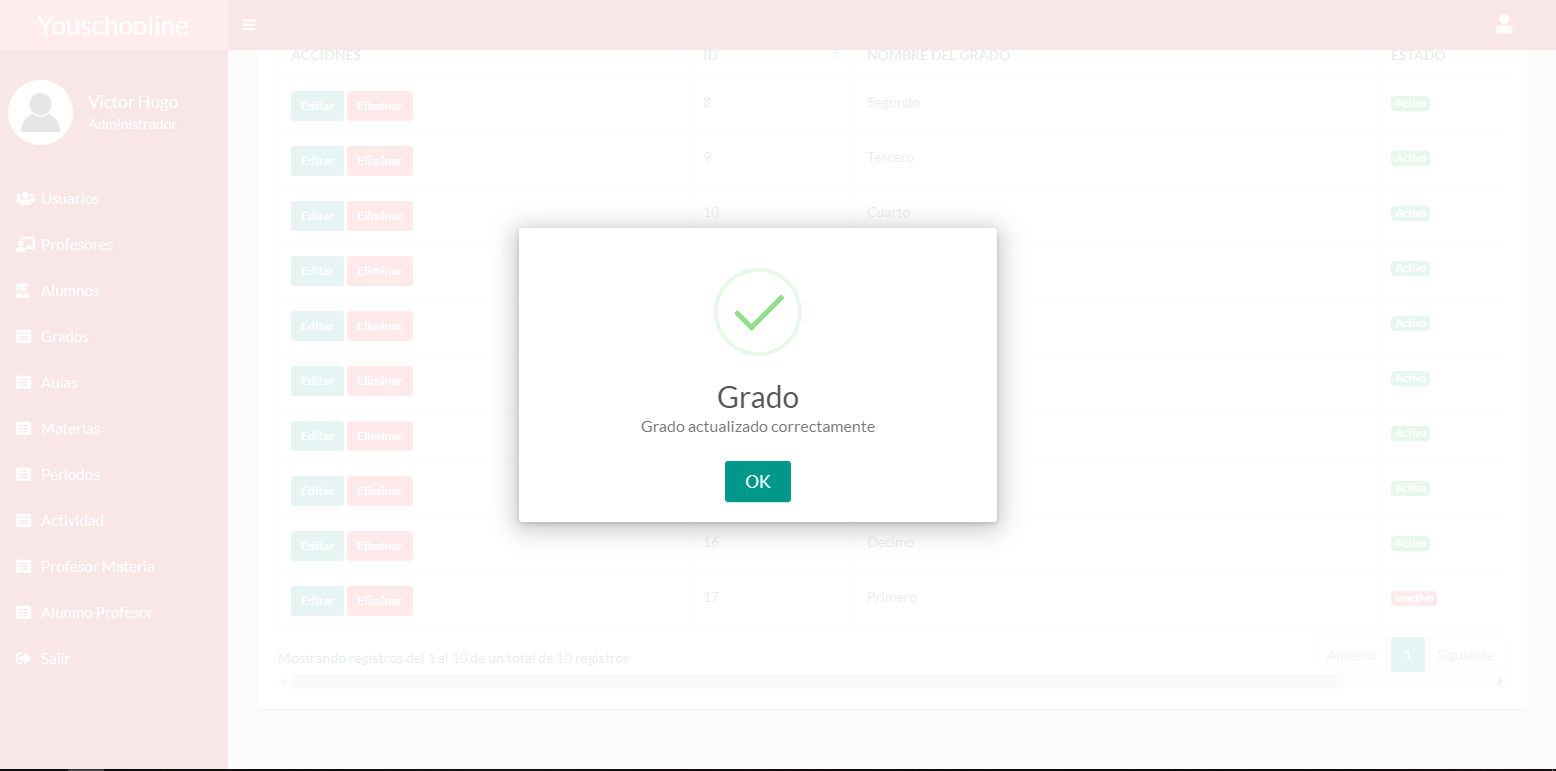 Youschooline
Victor Hugo
Administrador
Usuarios
Profesores
Alumnos
Grados
Aulas
Materias
Periodos
Actividad
Profesor Materia
Alumno Profesor
Salir
ACCIONES ID NOMBRE DEL GRADO ESTADO
Editar Eliminar 8 Segundo Activo
Editar Eliminar 9 Tercero Activo
Editar Eliminar 10 Cuarto Activo
Editar Eliminar Activo
Editar Eliminar Activo
Editar Eliminar Activo
Editar Eliminar Activo
Editar Eliminar Activo
Editar Eliminar 16 Decimo Activo
Editar Eliminar 17 Primero Inactivo
Mostrando registros del 1 al 10 de un total de 10 registros
Anterior 1 Siguiente
Grado
Grado actualizado correctamente
OK